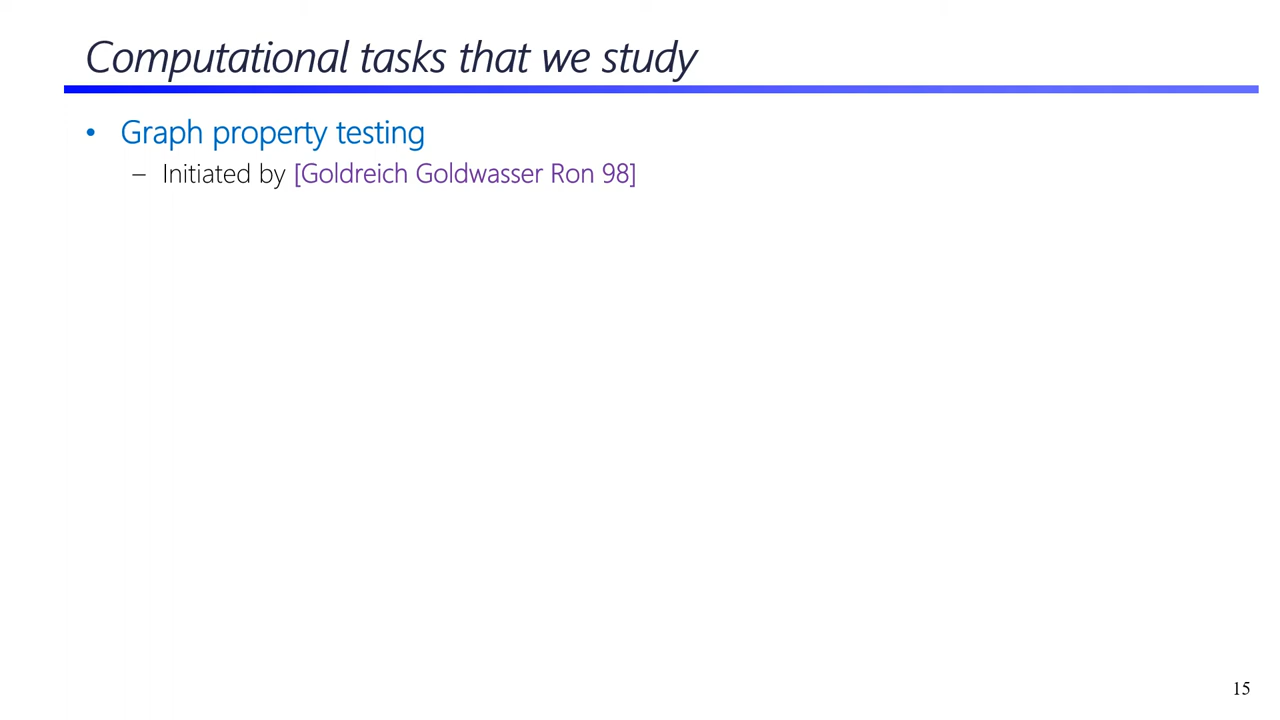 Computational tasks that we study
• Graph property testing
– Initiated by [Goldreich Goldwasser Ron 98]
15